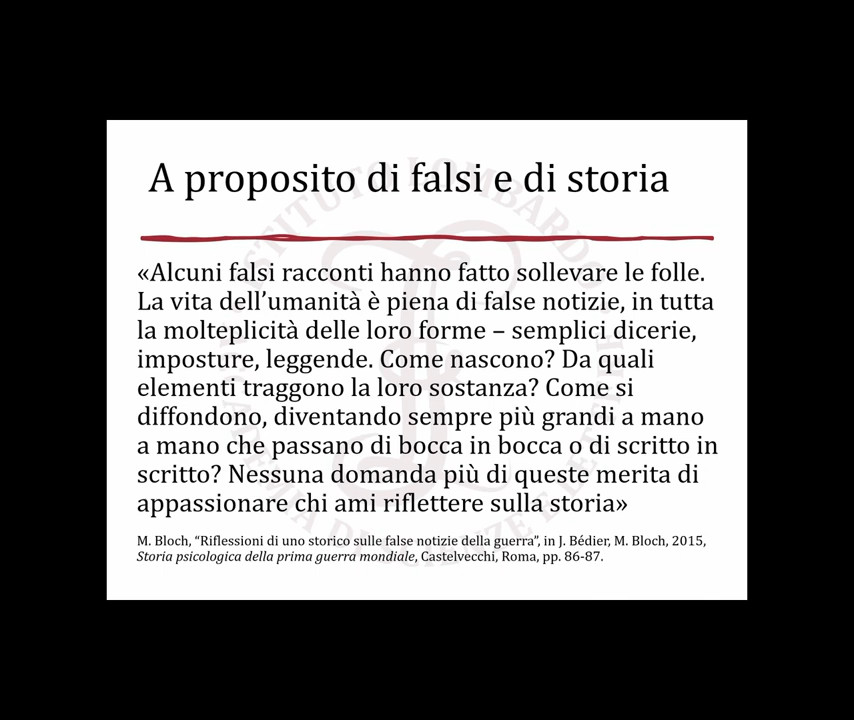 A proposito di falsi e di storia
«Alcuni falsi racconti hanno fatto sollevare le folle.
La vita dell’umanità è piena di false notizie, in tutta
la molteplicità delle loro forme – semplici dicerie,
imposture, leggende. Come nascono? Da quali
elementi traggono la loro sostanza? Come si
diffondono, diventando sempre più grandi a mano
a mano che passano di bocca in bocca o di scritto in
scritto? Nessuna domanda più di queste merita di
appassionare chi ami riflettere sulla storia»
M. Bloch, “Riflessioni di uno storico sulle false notizie della guerra”, in J. Bédier, M. Bloch, 2015,
Storia psicologica della prima guerra mondiale, Castelvecchi, Roma, pp. 86-87.